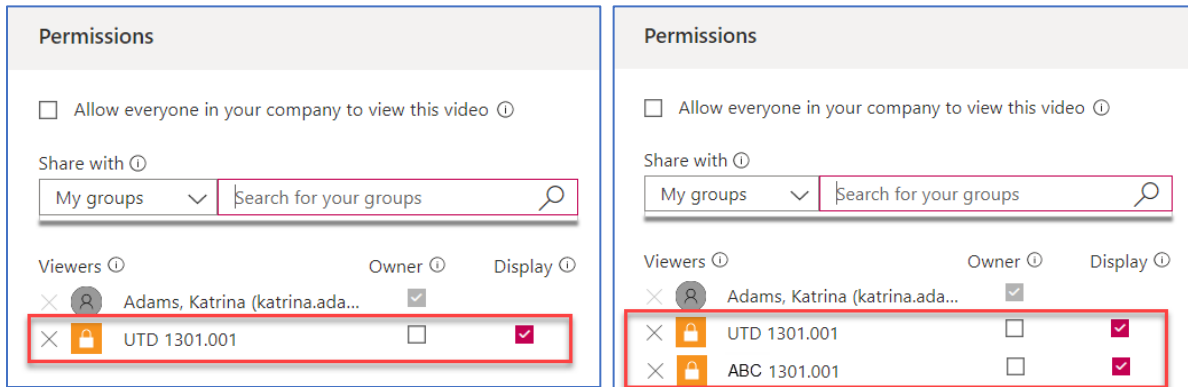 Permissions
Allow everyone in your company to view this video
Share with
My groups Search for your groups
Viewers Owner Display
Adams, Katrina (katrina.ada...
UTD 1301.001
Permissions
Allow everyone in your company to view this video
Share with
My groups Search for your groups
Viewers Owner Display
Adams, Katrina (katrina.ada...
UTD 1301.001
ABC 1301.001